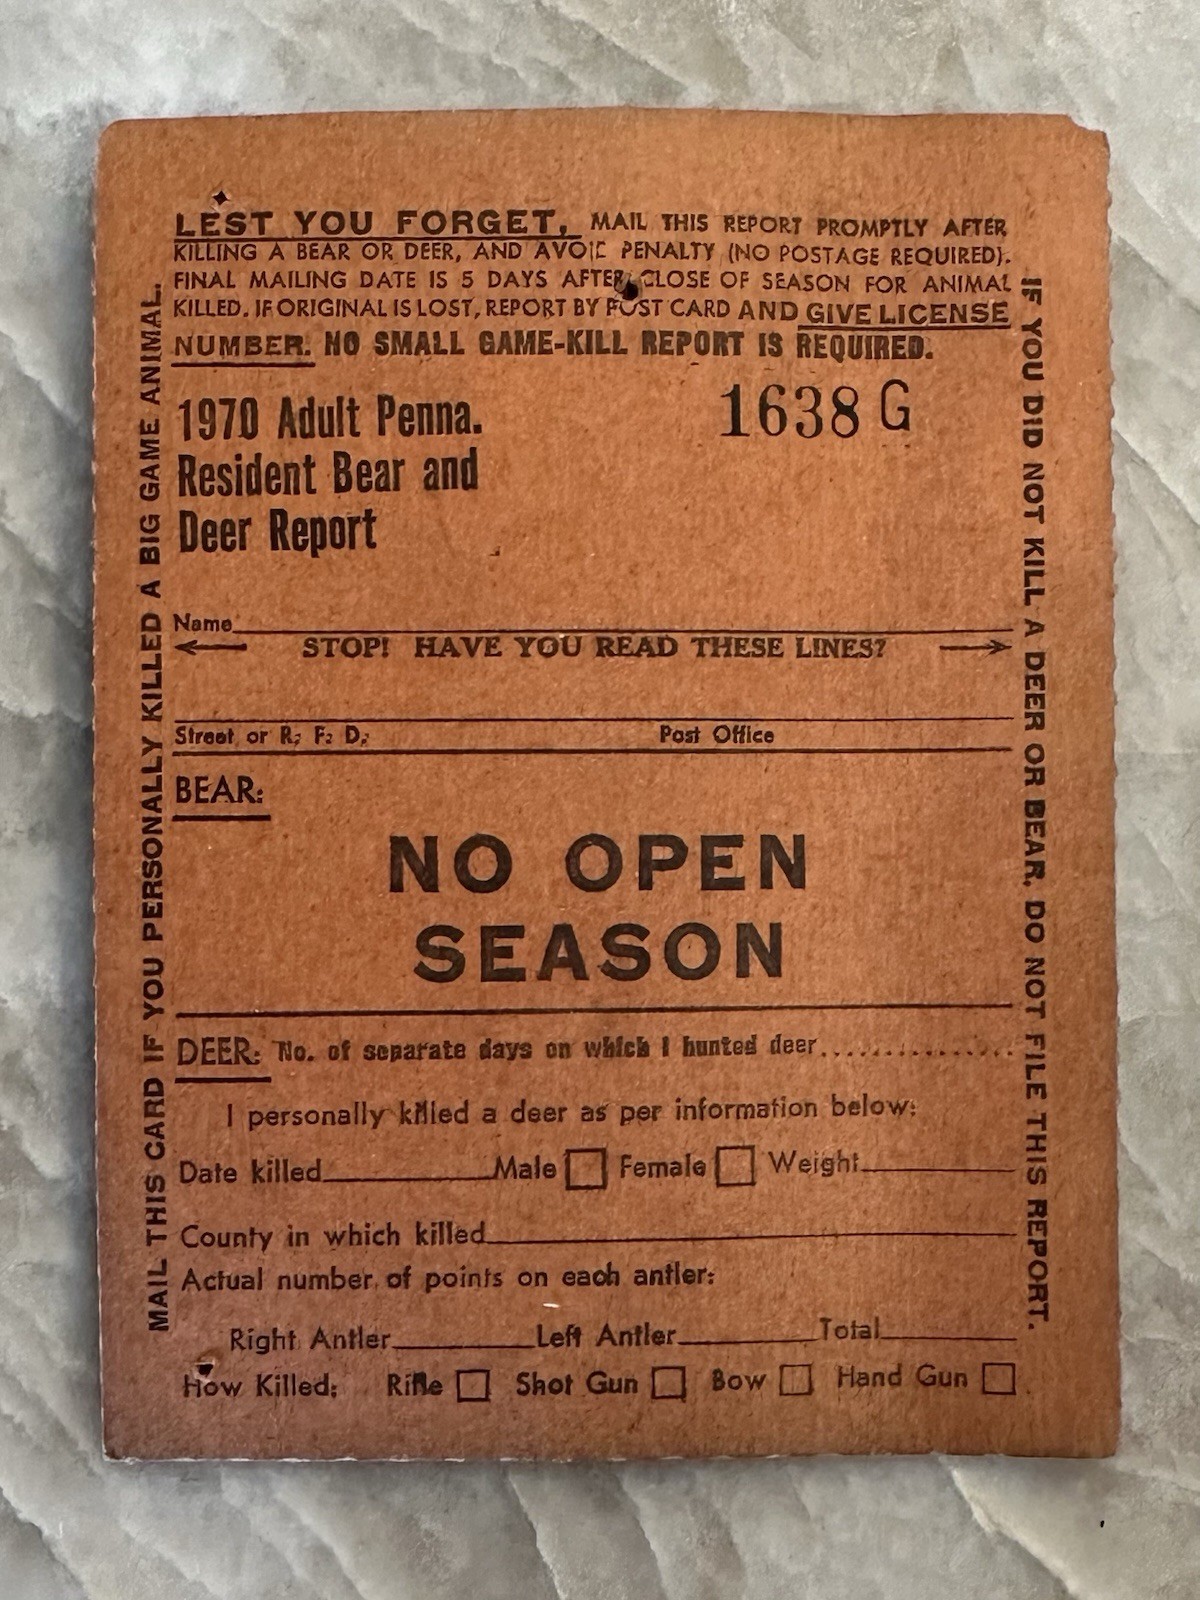 LEST YOU FORGET, MAIL THIS REPORT PROMPTLY AFTER
KILLING A BEAR OR DEER, AND AVOID PENALTY (NO POSTAGE REQUIRED).
FINAL MAILING DATE IS 5 DAYS AFTER CLOSE OF SEASON FOR ANIMAL
KILLED. IF ORIGINAL IS LOST, REPORT BY POST CARD AND GIVE LICENSE
NUMBER. NO SMALL GAME-KILL REPORT IS REQUIRED.
1970 Adult Penna.
Resident Bear and
Deer Report
1638 G
Name
STOP! HAVE YOU READ THESE LINES?
Street or R. F. D. Post Office
BEAR:
NO OPEN
SEASON
DEER: No. of separate days on which I hunted deer................
I personally killed a deer as per information below:
Date killed Male Female Weight
County in which killed
Actual number of points on each antler:
Right Antler Left Antler Total
How Killed: Rifle Shot Gun Bow Hand Gun
MAIL THIS CARD IF YOU PERSONALLY KILLED A BIG GAME ANIMAL.
IF YOU DID NOT KILL A DEER OR BEAR, DO NOT FILE THIS REPORT.